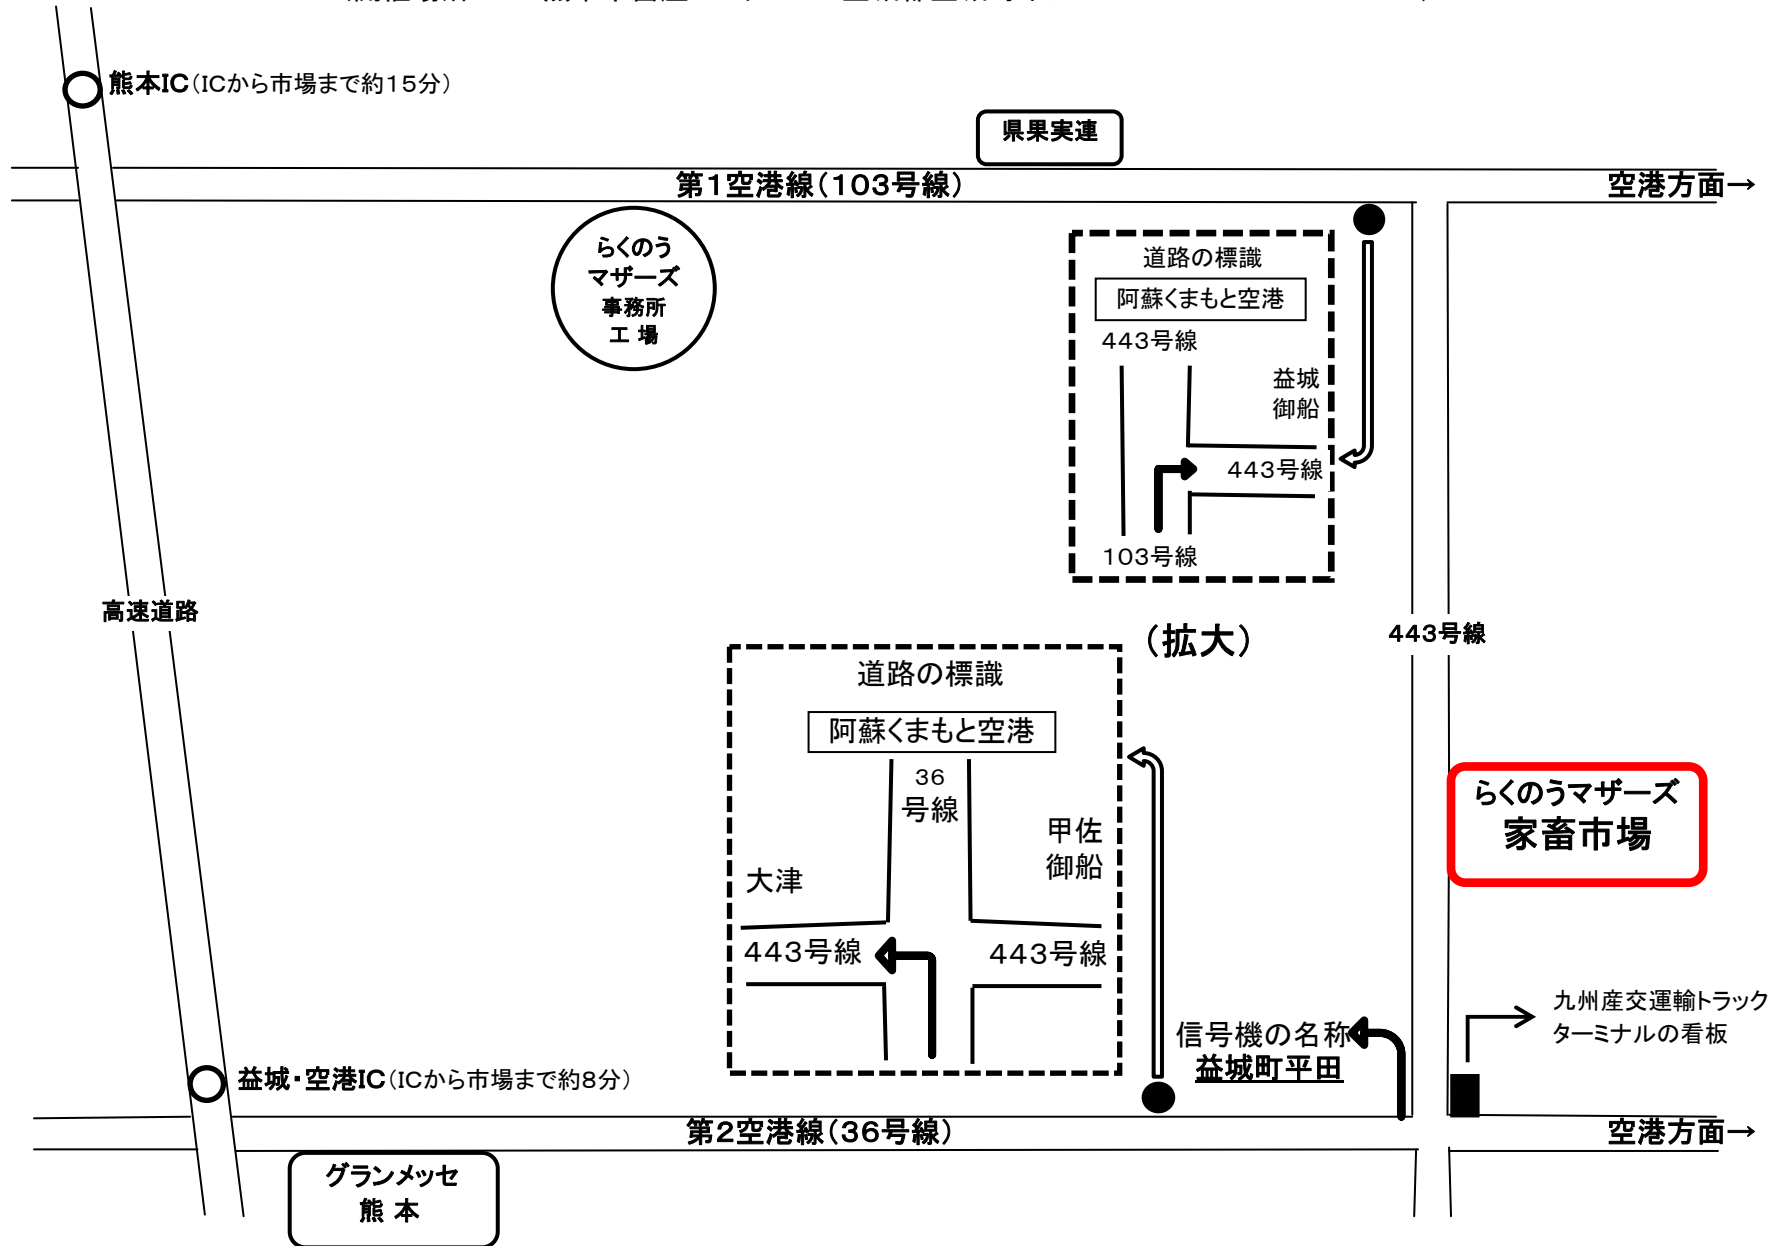 熊本IC(ICから市場まで約15分)
県果実連
第1空港線(103号線)
空港方面→
らくのう
マザーズ
事務所
工 場
道路の標識
阿蘇くまもと空港
443号線
益城
御船
443号線
103号線
高速道路
(拡大)
443号線
道路の標識
阿蘇くまもと空港
36
号線
甲佐
御船
大津
443号線
443号線
らくのうマザーズ
家畜市場
九州産交運輸トラック
ターミナルの看板
信号機の名称
益城町平田
益城・空港IC(ICから市場まで約8分)
第2空港線(36号線)
空港方面→
グランメッセ
熊 本